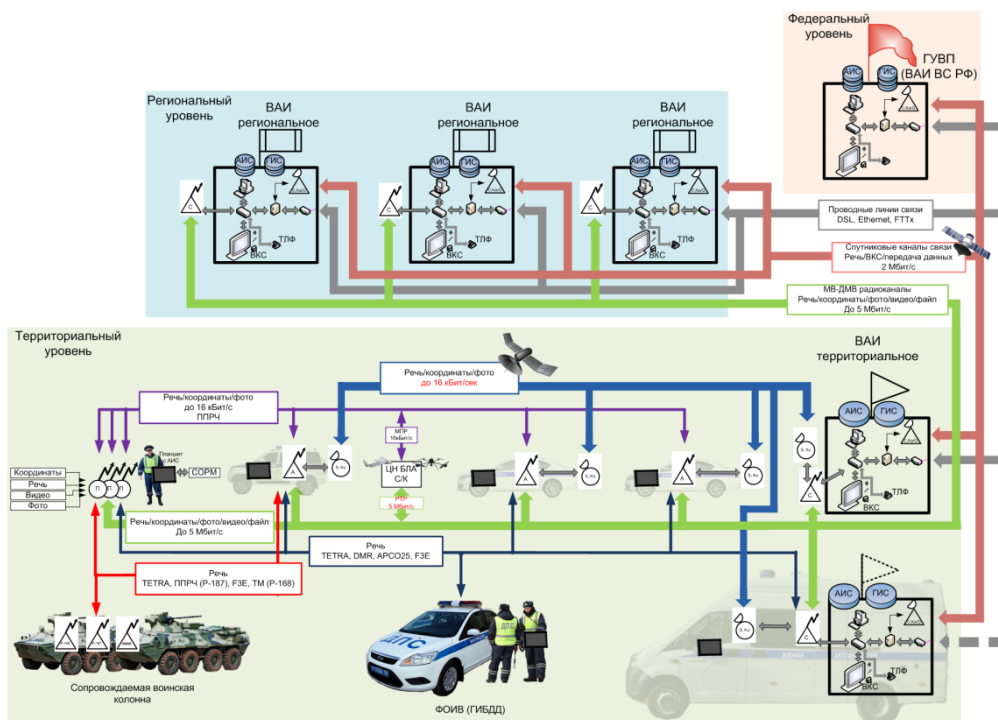 Федеральный
уровень
ГУВП
(ВАИ ВС РФ)
АИС
ГИС
Региональный
уровень
ВАИ
региональное
АИС
ГИС
С
ТЛФ
ВКС
ВАИ
региональное
АИС
ГИС
С
ТЛФ
ВКС
ВАИ
региональное
АИС
ГИС
С
ТЛФ
ВКС
Проводные линии связи
DSL, Ethernet, FTTx
Спутниковые каналы связи
Речь/ВКС/передача данных
2 Мбит/с
МВ-ДМВ радиоканалы
Речь/координаты/фото/видео/файл
До 5 Мбит/с
Территориальный
уровень
ВАИ
территориальное
Речь/координаты/фото
до 16 кБит/сек
Речь/координаты/фото
до 16 кБит/с
ППРЧ
АИС
ГИС
С
ТЛФ
ВКС
МПР
16кБит/с
ЦН БЛА
С/К
РТР
5 Мбит/с
Планшет
с АИС
СОРМ
Координаты
Речь
Видео
Фото
П
П
П
А
А
А
Речь/координаты/фото/видео/файл
До 5 Мбит/с
Речь
TETRA, DMR, APCO25, F3E
Речь
TETRA, ППРЧ (Р-187), F3E, ТМ (Р-168)
АИС
ГИС
С
ТЛФ
ВКС
ДПС
ДПС
Сопровождаемая воинская
колонна
ФОИВ (ГИБДД)